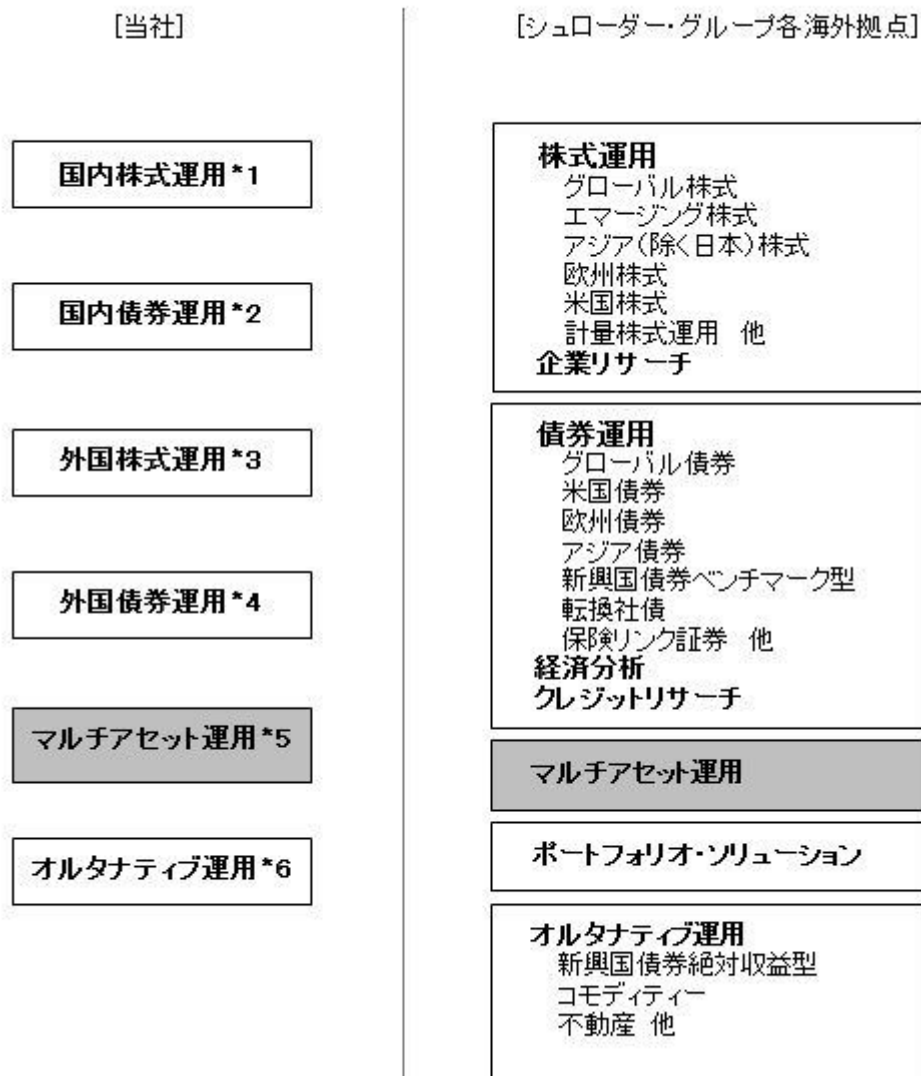 [当社]
国内株式運用*1
国内債券運用*2
外国株式運用*3
外国債券運用*4
マルチアセット運用*5
オルタナティブ運用*6
[シュローダー・グループ各海外拠点]
株式運用
グローバル株式
エマージング株式
アジア(除く日本)株式
欧州株式
米国株式
計量株式運用 他
企業リサーチ
債券運用
グローバル債券
米国債券
欧州債券
アジア債券
新興国債券ベンチマーク型
転換社債
保険リンク証券 他
経済分析
クレジットリサーチ
マルチアセット運用
ポートフォリオ・ソリューション
オルタナティブ運用
新興国債券絶対収益型
コモディティー
不動産 他